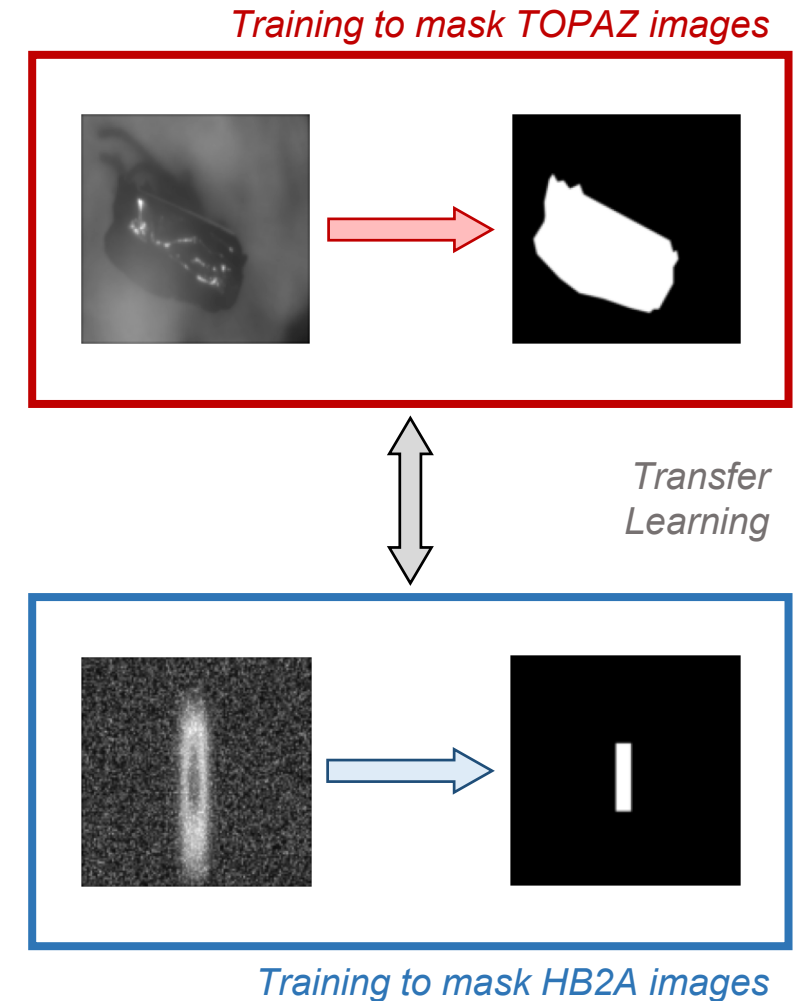 Training to mask TOPAZ images
Transfer
Learning
Training to mask HB2A images